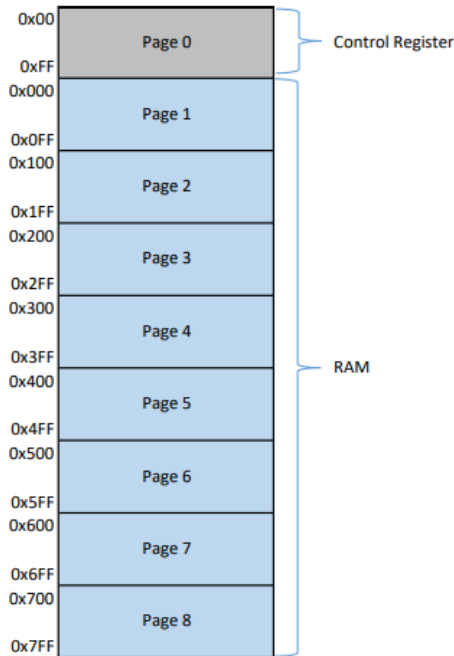 0x00
Page 0
Control Register
0xFF
0x000
Page 1
0x0FF
0x100
Page 2
0x1FF
0x200
Page 3
0x2FF
0x300
Page 4
0x3FF
RAM
0x400
Page 5
0x4FF
0x500
Page 6
0x5FF
0x600
Page 7
0x6FF
0x700
Page 8
0x7FF